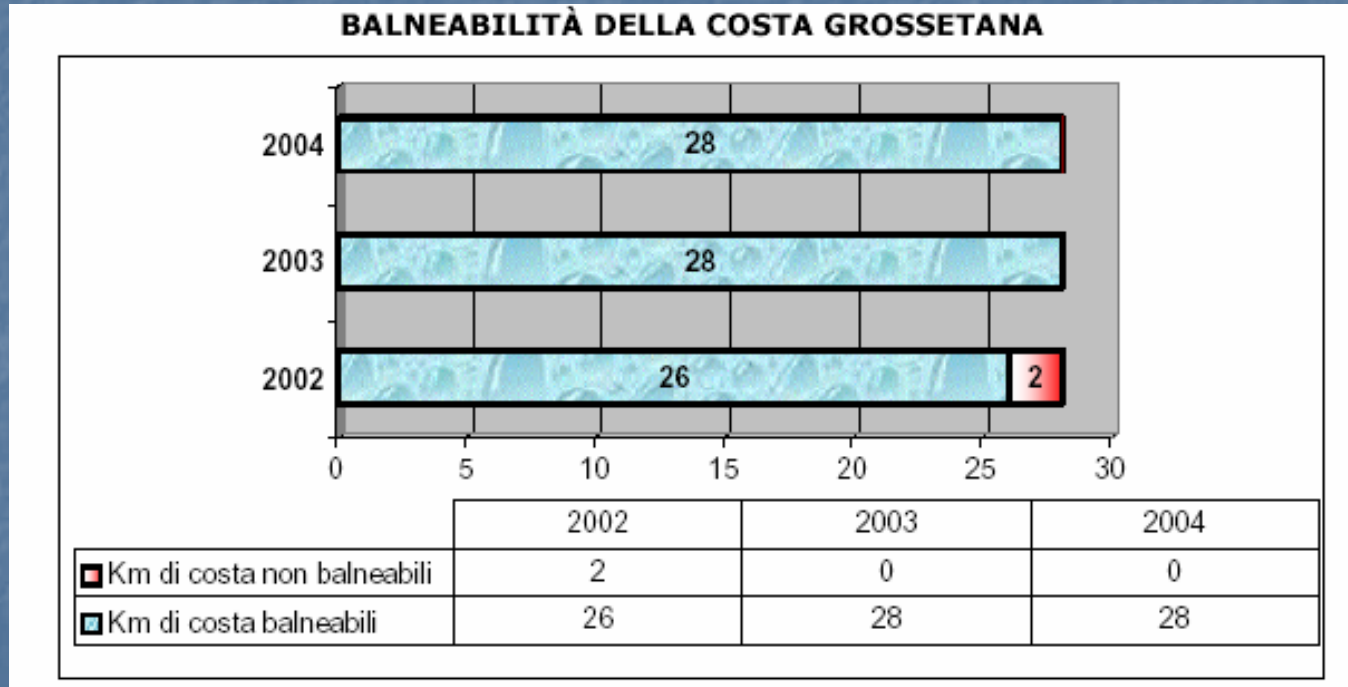 BALNEABILITÀ DELLA COSTA GROSSETANA
2004 28
2003 28
2002 26 2
0 5 10 15 20 25 30
2002 2003 2004
Km di costa non balneabili 2 0 0
Km di costa balneabili 26 28 28